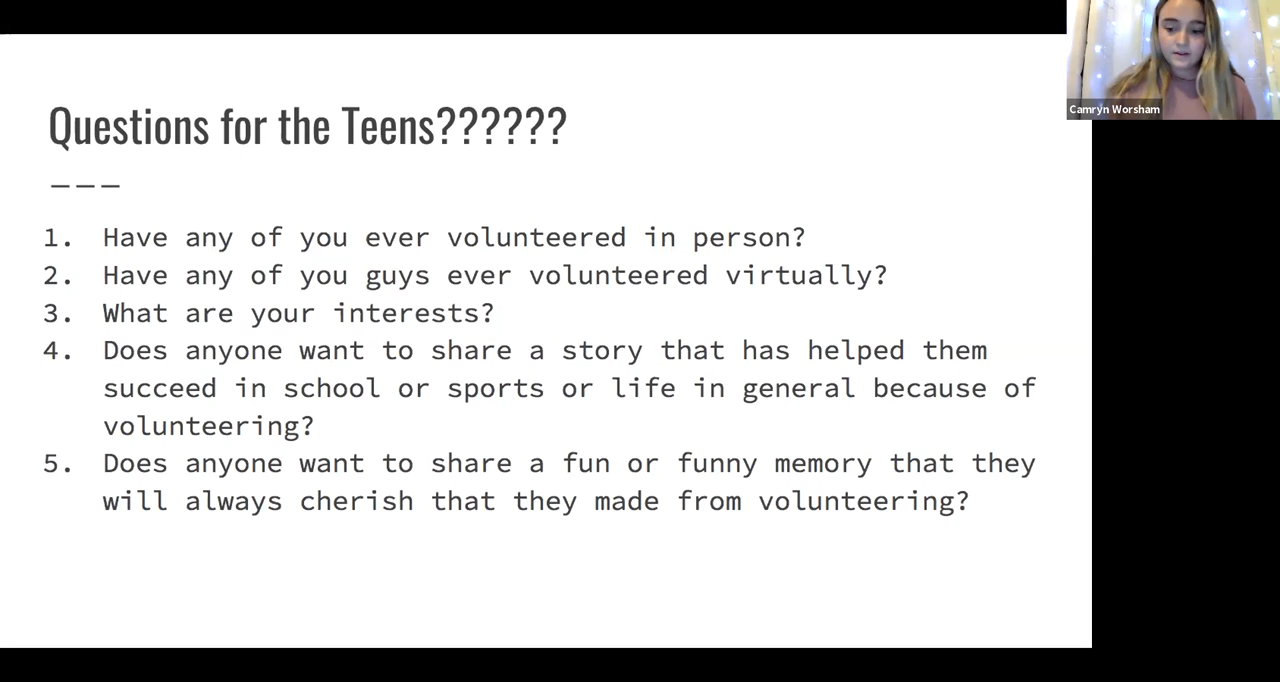 Camryn Worsham
Questions for the Teens??????
———
1. Have any of you ever volunteered in person?
2. Have any of you guys ever volunteered virtually?
3. What are your interests?
4. Does anyone want to share a story that has helped them
succeed in school or sports or life in general because of
volunteering?
5. Does anyone want to share a fun or funny memory that they
will always cherish that they made from volunteering?